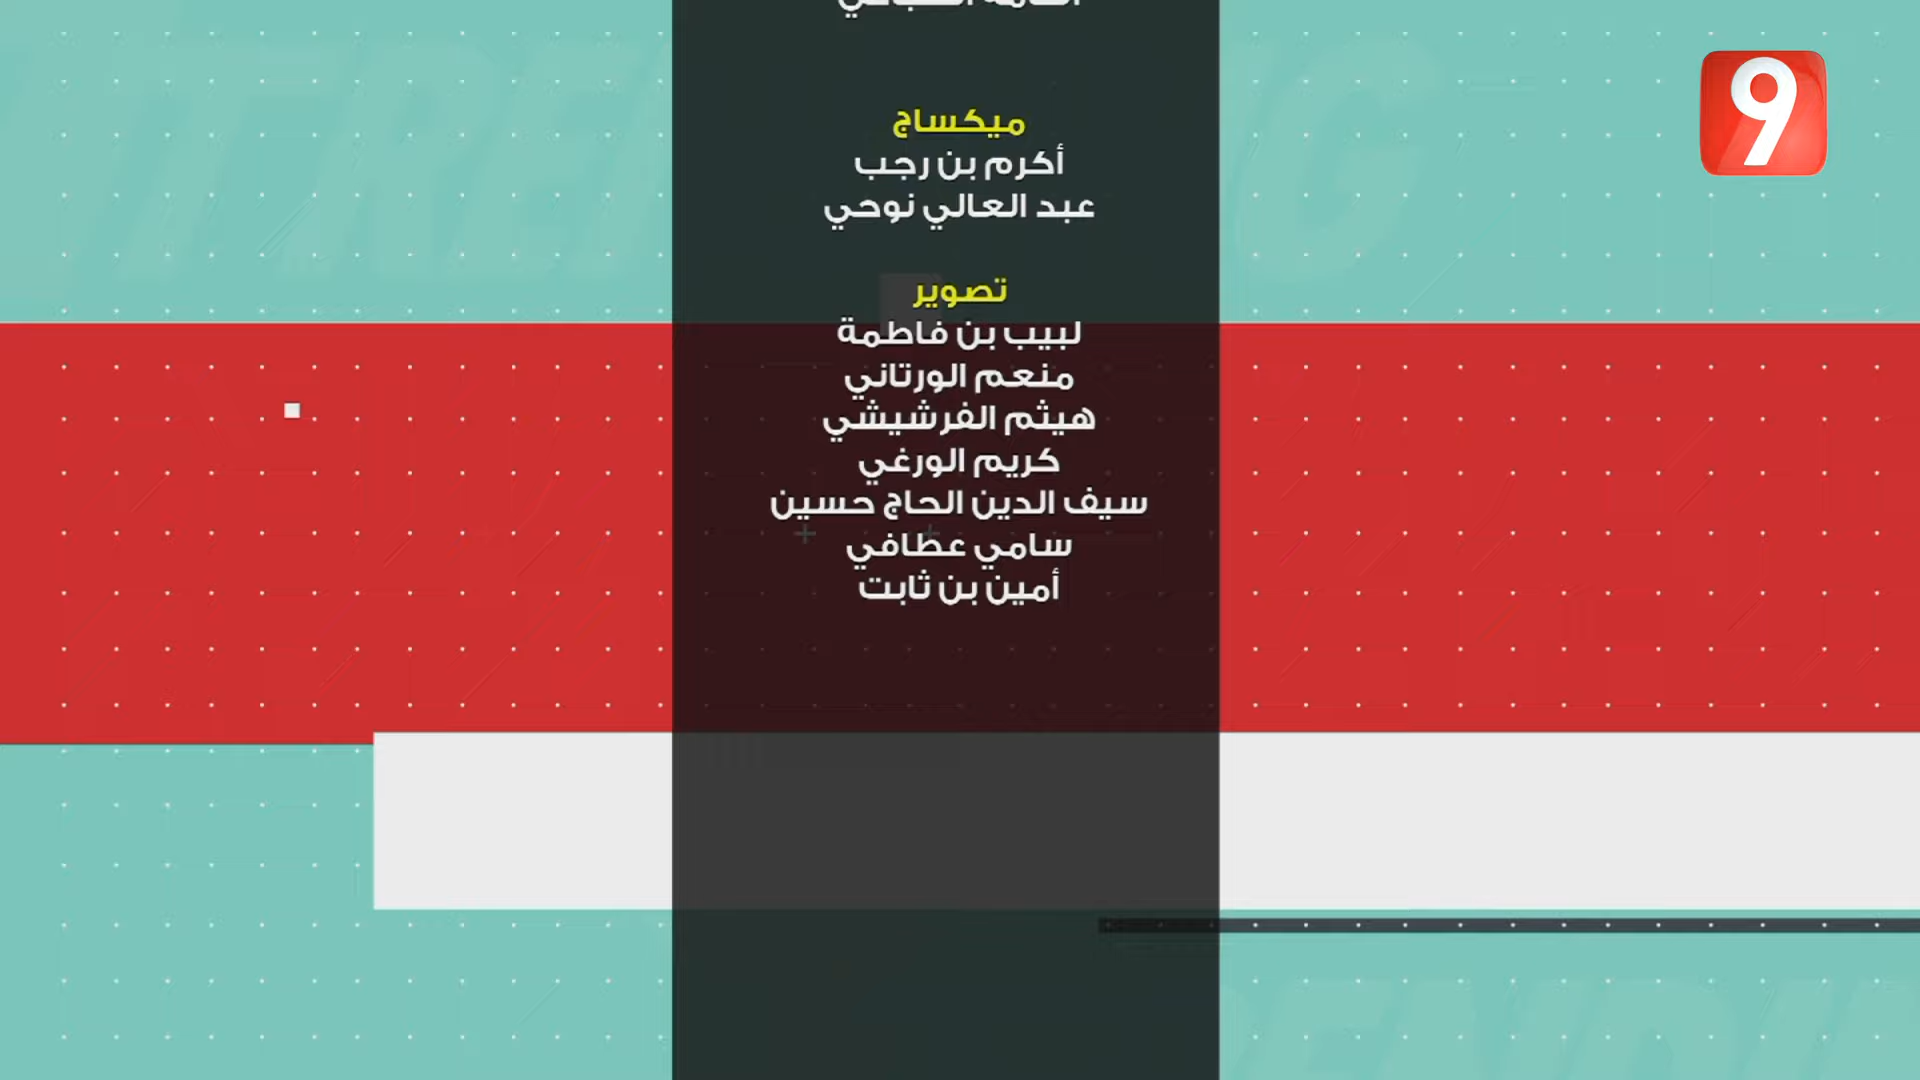 9
ميكساج
أكرم بن رجب
عبد العالي نوحي
تصوير
لبيب بن فاطمة
منعم الورتاني
هيثم الفرشيشي
كريم الورغي
سيف الدين الحاج حسين
سامي عطافي
أمين بن ثابت